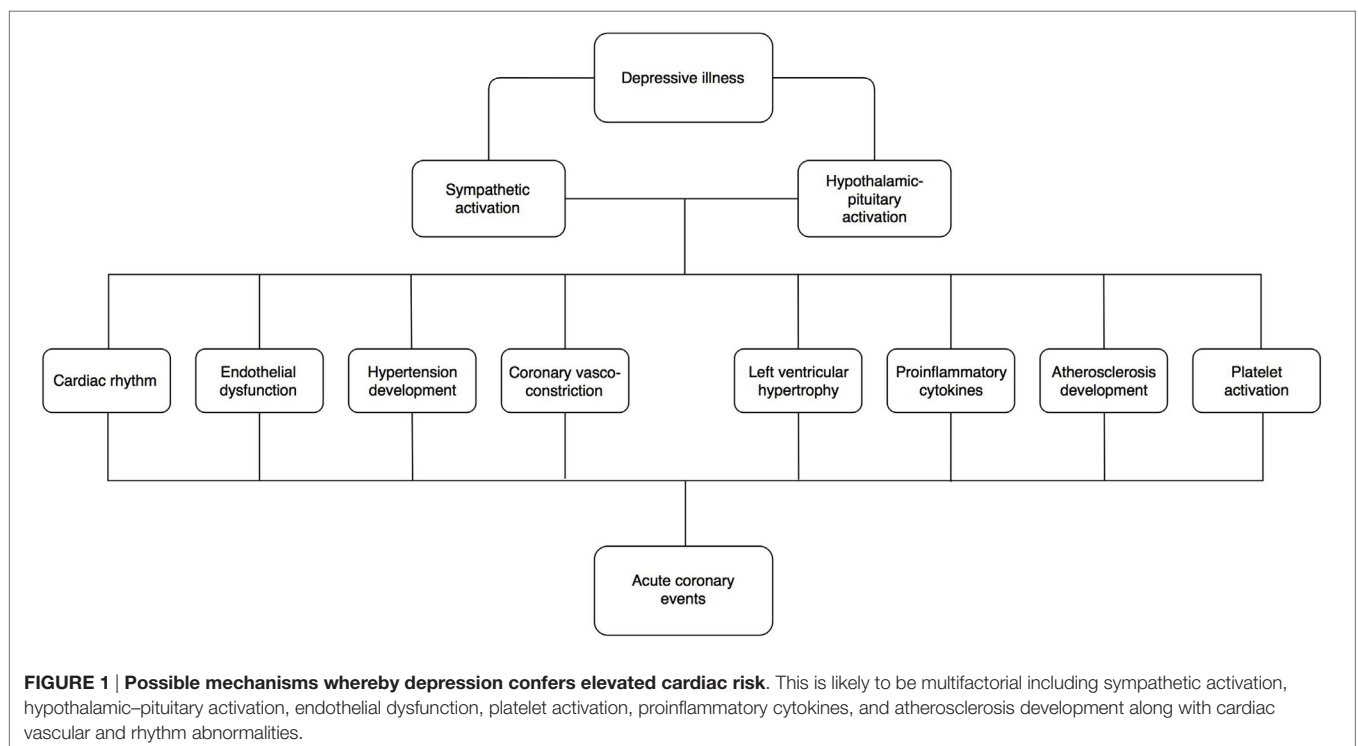 Depressive illness
Sympathetic
activation
Hypothalamic-
pituitary
activation
Cardiac rhythm
Endothelial
dysfunction
Hypertension
development
Coronary vaso-
constriction
Left ventricular
hypertrophy
Proinflammatory
cytokines
Atherosclerosis
development
Platelet
activation
Acute coronary
events
FIGURE 1 | Possible mechanisms whereby depression confers elevated cardiac risk. This is likely to be multifactorial including sympathetic activation,
hypothalamic–pituitary activation, endothelial dysfunction, platelet activation, proinflammatory cytokines, and atherosclerosis development along with cardiac
vascular and rhythm abnormalities.